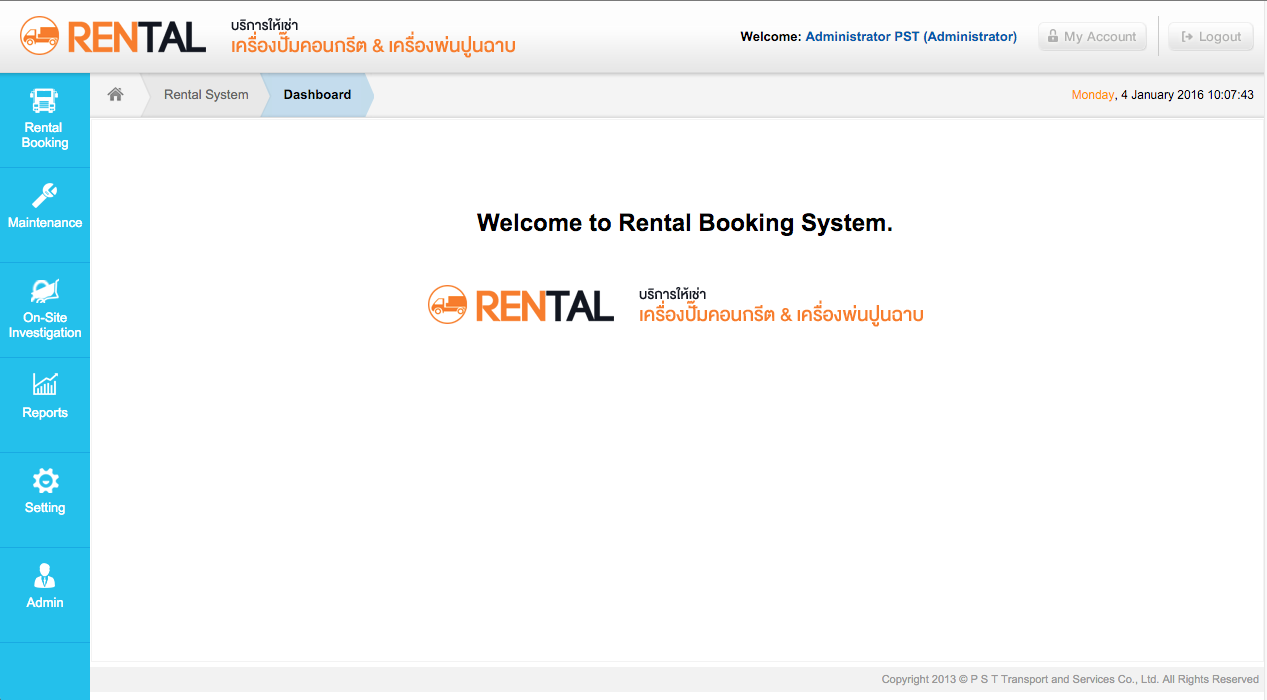 RENTAL
บริการให้เช่า
เครื่องปั๊มคอนกรีต & เครื่องพ่นปูนฉาบ
Welcome: Administrator PST (Administrator)
My Account
Logout
Rental System
Dashboard
Monday, 4 January 2016 10:07:43
Rental
Booking
Maintenance
On-Site
Investigation
Reports
Setting
Admin
Welcome to Rental Booking System.
RENTAL
บริการให้เช่า
เครื่องปั๊มคอนกรีต & เครื่องพ่นปูนฉาบ
Copyright 2013 © P S T Transport and Services Co., Ltd. All Rights Reserved